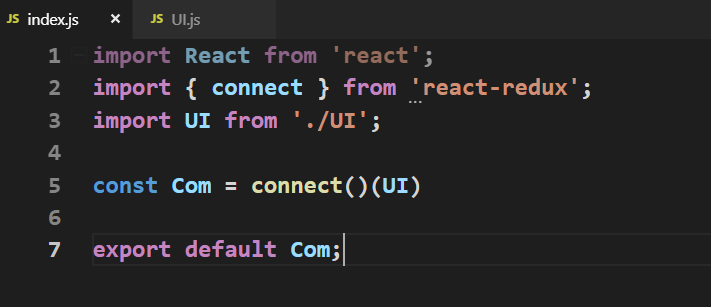 JS index.js × JS UI.js
1 import React from 'react';
2 import { connect } from 'react-redux';
3 import UI from './UI';
4
5 const Com = connect()(UI)
6
7 export default Com;